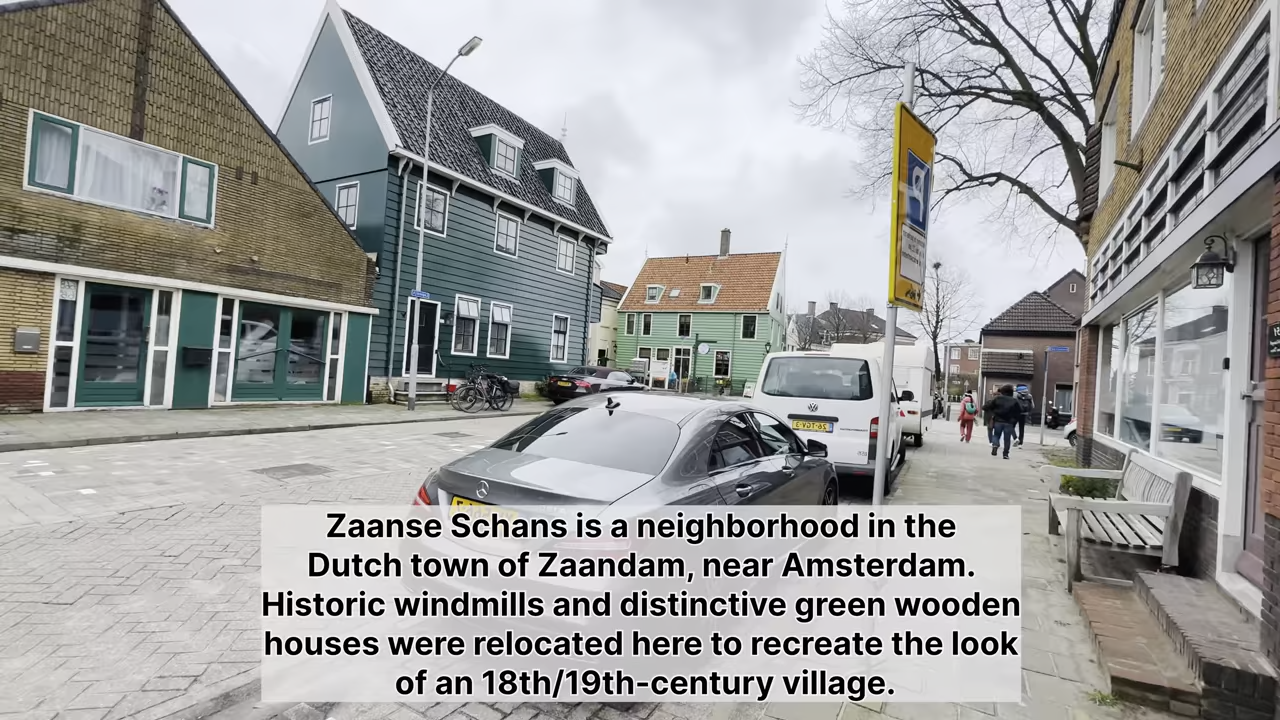 Zaanse Schans is a neighborhood in the
Dutch town of Zaandam, near Amsterdam.
Historic windmills and distinctive green wooden
houses were relocated here to recreate the look
of an 18th/19th-century village.